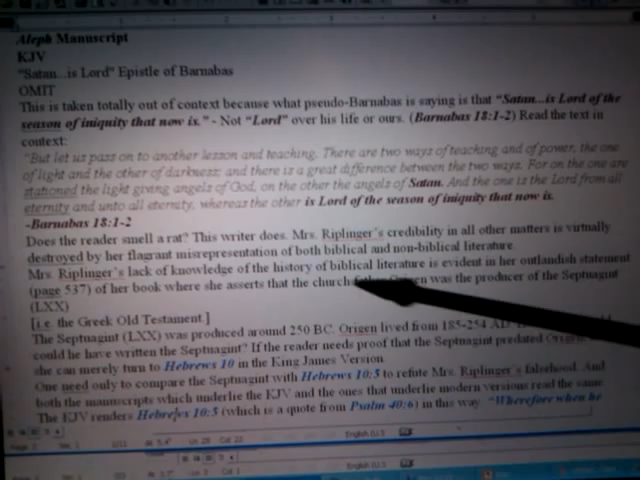 Aleph Manuscript
KJV
"Satan...is Lord" Epistle of Barnabas
OMIT
This is taken totally out of context because what pseudo-Barnabas is saying is that "Satan...is Lord of the
season of iniquity that now is." - Not "Lord" over his life or ours. (Barnabas 18:1-2) Read the text in
context:
"But let us pass on to another lesson and teaching. There are two ways of teaching and of power, the one
of light and the other of darkness; and there is a great difference between the two ways. For on the one are
stationed the light giving angels of God, on the other the angels of Satan. And the one is the Lord from all
eternity and unto all eternity, whereas the other is Lord of the season of iniquity that now is.
-Barnabas 18:1-2
Does the reader smell a rat? This writer does. Mrs. Riplinger's credibility in all other matters is virtually
destroyed by her flagrant misrepresentation of both biblical and non-biblical literature.
Mrs. Riplinger's lack of knowledge of the history of biblical literature is evident in her outlandish statement
(page 537) of her book where she asserts that the church Origen was the producer of the Septuagint
(LXX)
[i.e. the Greek Old Testament.]
The Septuagint (LXX) was produced around 250 BC. Origen lived from 185-254 AD.
could he have written the Septuagint? If the reader needs proof that the Septuagint predated
she can merely turn to Hebrews 10 in the King James Version.
One need only to compare the Septuagint with Hebrews 10:5 to refute Mrs. Riplinger's falsehood. And
both the manuscripts which underlie the KJV and the ones that underlie modern versions read the same.
The KJV renders Hebrews 10:5 (which is a quote from Psalm 40:6) in this way. "Wherefore when he
English (U.S
English (U.S